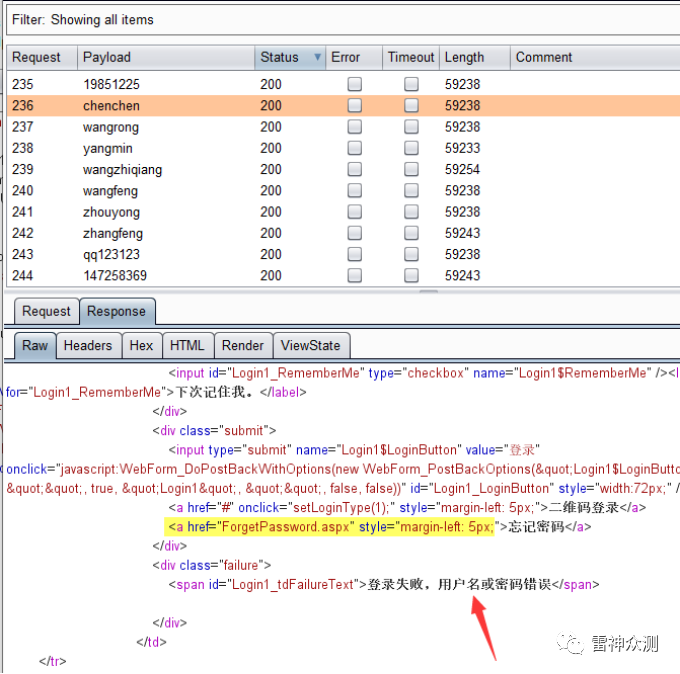 Filter: Showing all items
Request Payload Status Error Timeout Length Comment
235 19851225 200 59238
236 chenchen 200 59238
237 wangrong 200 59238
238 yangmin 200 59233
239 wangzhiqiang 200 59254
240 wangfeng 200 59238
241 zhouyong 200 59238
242 zhangfeng 200 59243
243 qq123123 200 59238
244 147258369 200 59243
Request Response
Raw Headers Hex HTML Render ViewState
<input id="Login1_RememberMe" type="checkbox" name="Login1$RememberMe" /><l
for="Login1_RememberMe">下次记住我。</label>
</div>
<div class="submit">
<input type="submit" name="Login1$LoginButton" value="登录"
onclick="javascript:WebForm_DoPostBackWithOptions(new WebForm_PostBackOptions(&quot;Login1$LoginButto
&quot;&quot;, true, &quot;Login1&quot;, &quot;&quot;, false, false))" id="Login1_LoginButton" style="width:72px;" /
<a href="#" onclick="setLoginType(1);" style="margin-left: 5px;">二维码登录</a>
<a href="ForgetPassword.aspx" style="margin-left: 5px;">忘记密码</a>
</div>
<div class="failure">
<span id="Login1_tdFailureText">登录失败，用户名或密码错误</span>
</div>
</td>
</tr>
雷神众测